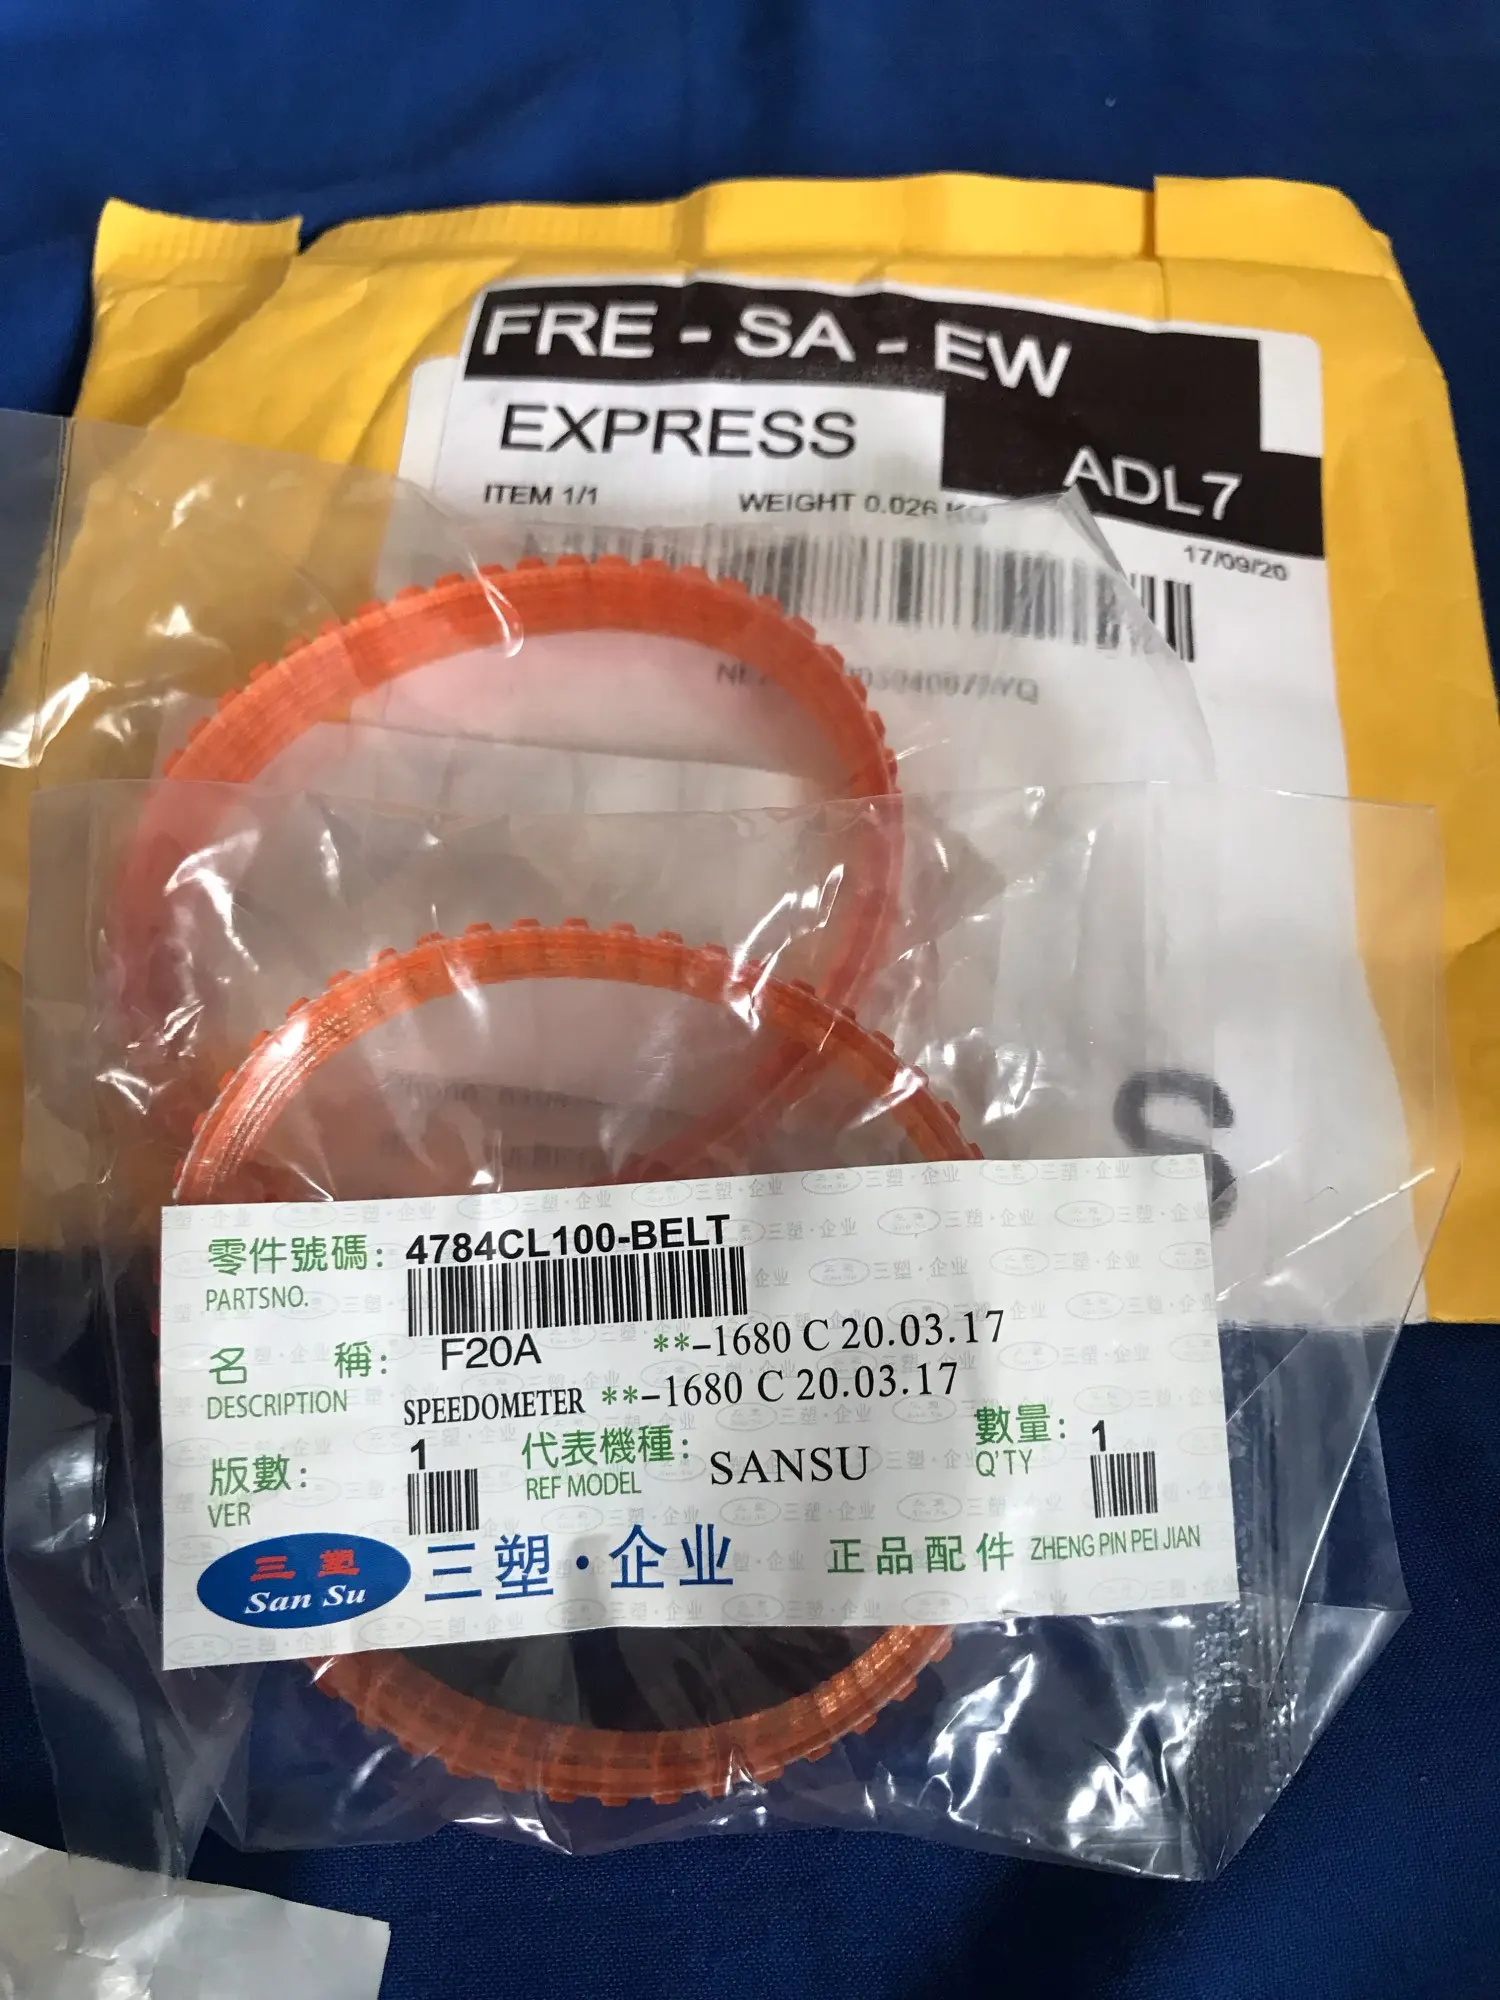 FRE - SA - EW
EXPRESS
ADL7
ITEM 1/1
WEIGHT 0.026 KG
17/09/20
零件號碼: 4784CL100-BELT
PARTSNO.
名 稱: F20A **-1680 C 20.03.17
DESCRIPTION SPEEDOMETER **-1680 C 20.03.17
版數: 1 代表機種: SANSU 數量: 1
VER REF MODEL Q'TY
三塑 San Su 三塑·企业 正品配件 ZHENG PIN PEI JIAN